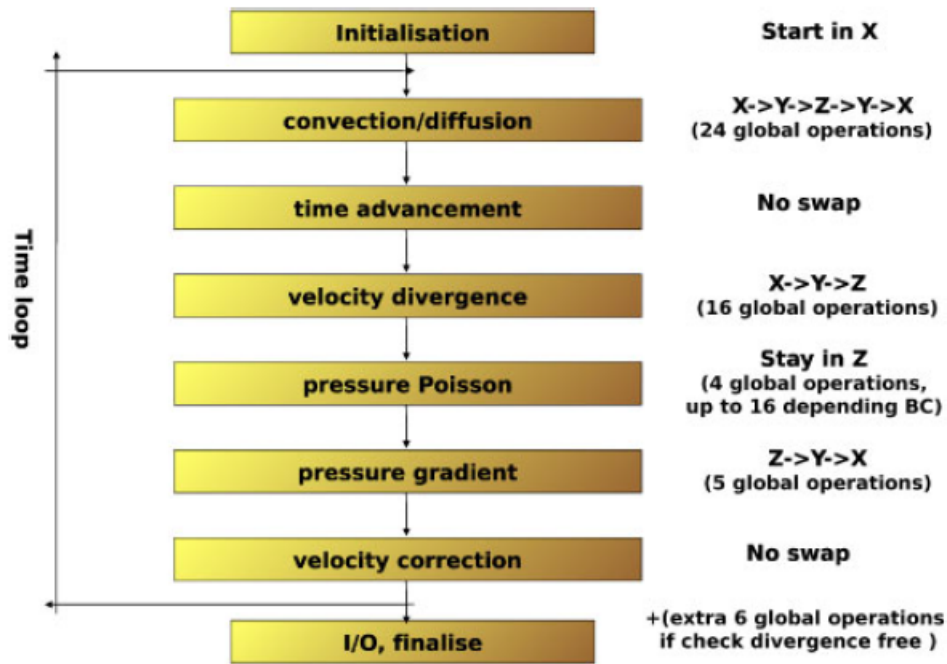 Initialisation
Start in X
convection/diffusion
X->Y->Z->Y->X
(24 global operations)
time advancement
No swap
Time loop
velocity divergence
X->Y->Z
(16 global operations)
pressure Poisson
Stay in Z
(4 global operations,
up to 16 depending BC)
pressure gradient
Z->Y->X
(5 global operations)
velocity correction
No swap
I/O, finalise
+(extra 6 global operations
if check divergence free )